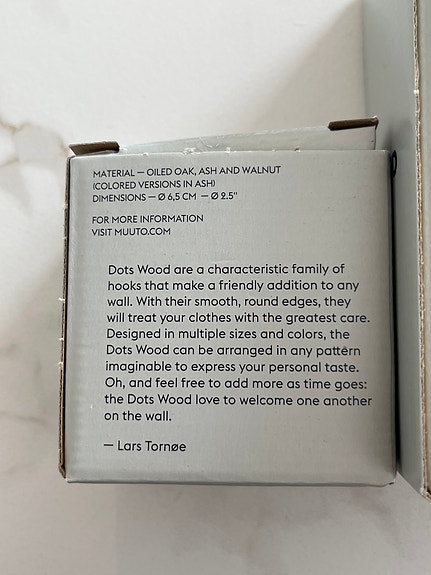 MATERIAL — OILED OAK, ASH AND WALNUT
(COLORED VERSIONS IN ASH)
DIMENSIONS — Ø 6,5 CM — Ø 2.5"
FOR MORE INFORMATION
VISIT MUUTO.COM
Dots Wood are a characteristic family of
hooks that make a friendly addition to any
wall. With their smooth, round edges, they
will treat your clothes with the greatest care.
Designed in multiple sizes and colors, the
Dots Wood can be arranged in any pattern
imaginable to express your personal taste.
Oh, and feel free to add more as time goes:
the Dots Wood love to welcome one another
on the wall.
— Lars Tornøe